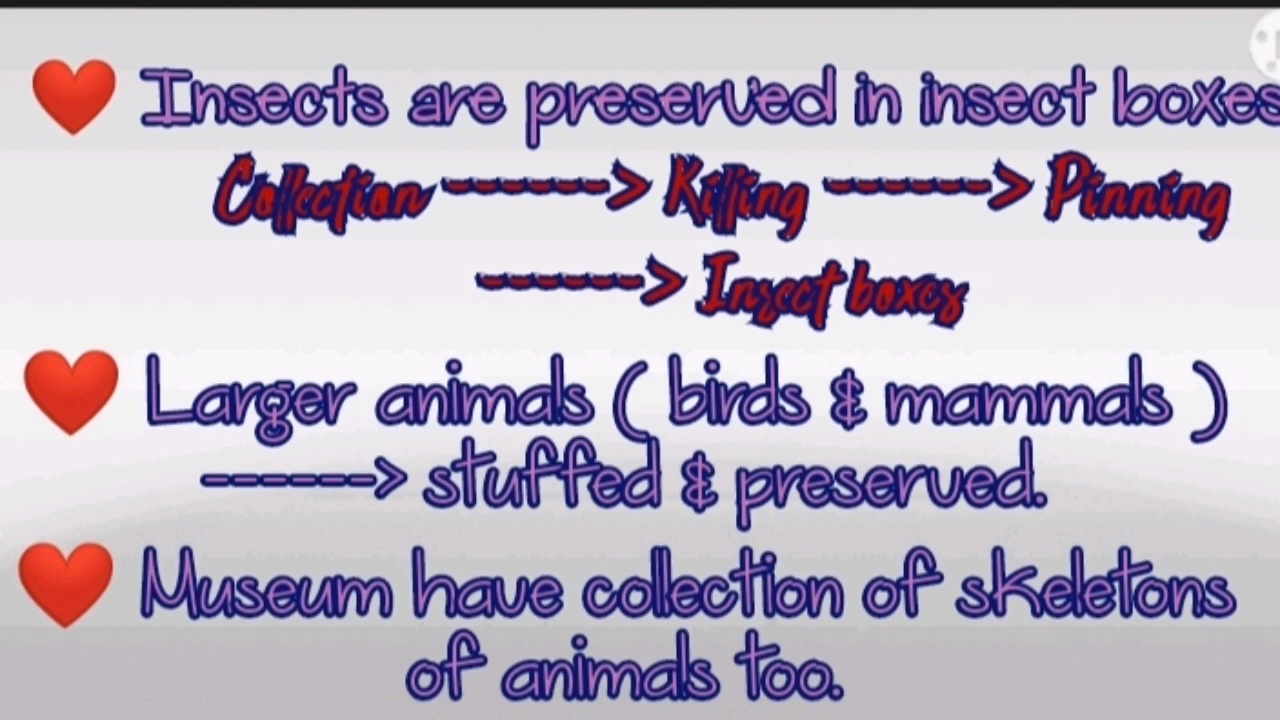 ❤️ Insects are preserved in insect boxes
Collection ------> Killing ------> Pinning
------> Insect boxes
❤️ Larger animals ( birds & mammals )
------> stuffed & preserved.
❤️ Museum have collection of skeletons
of animals too.